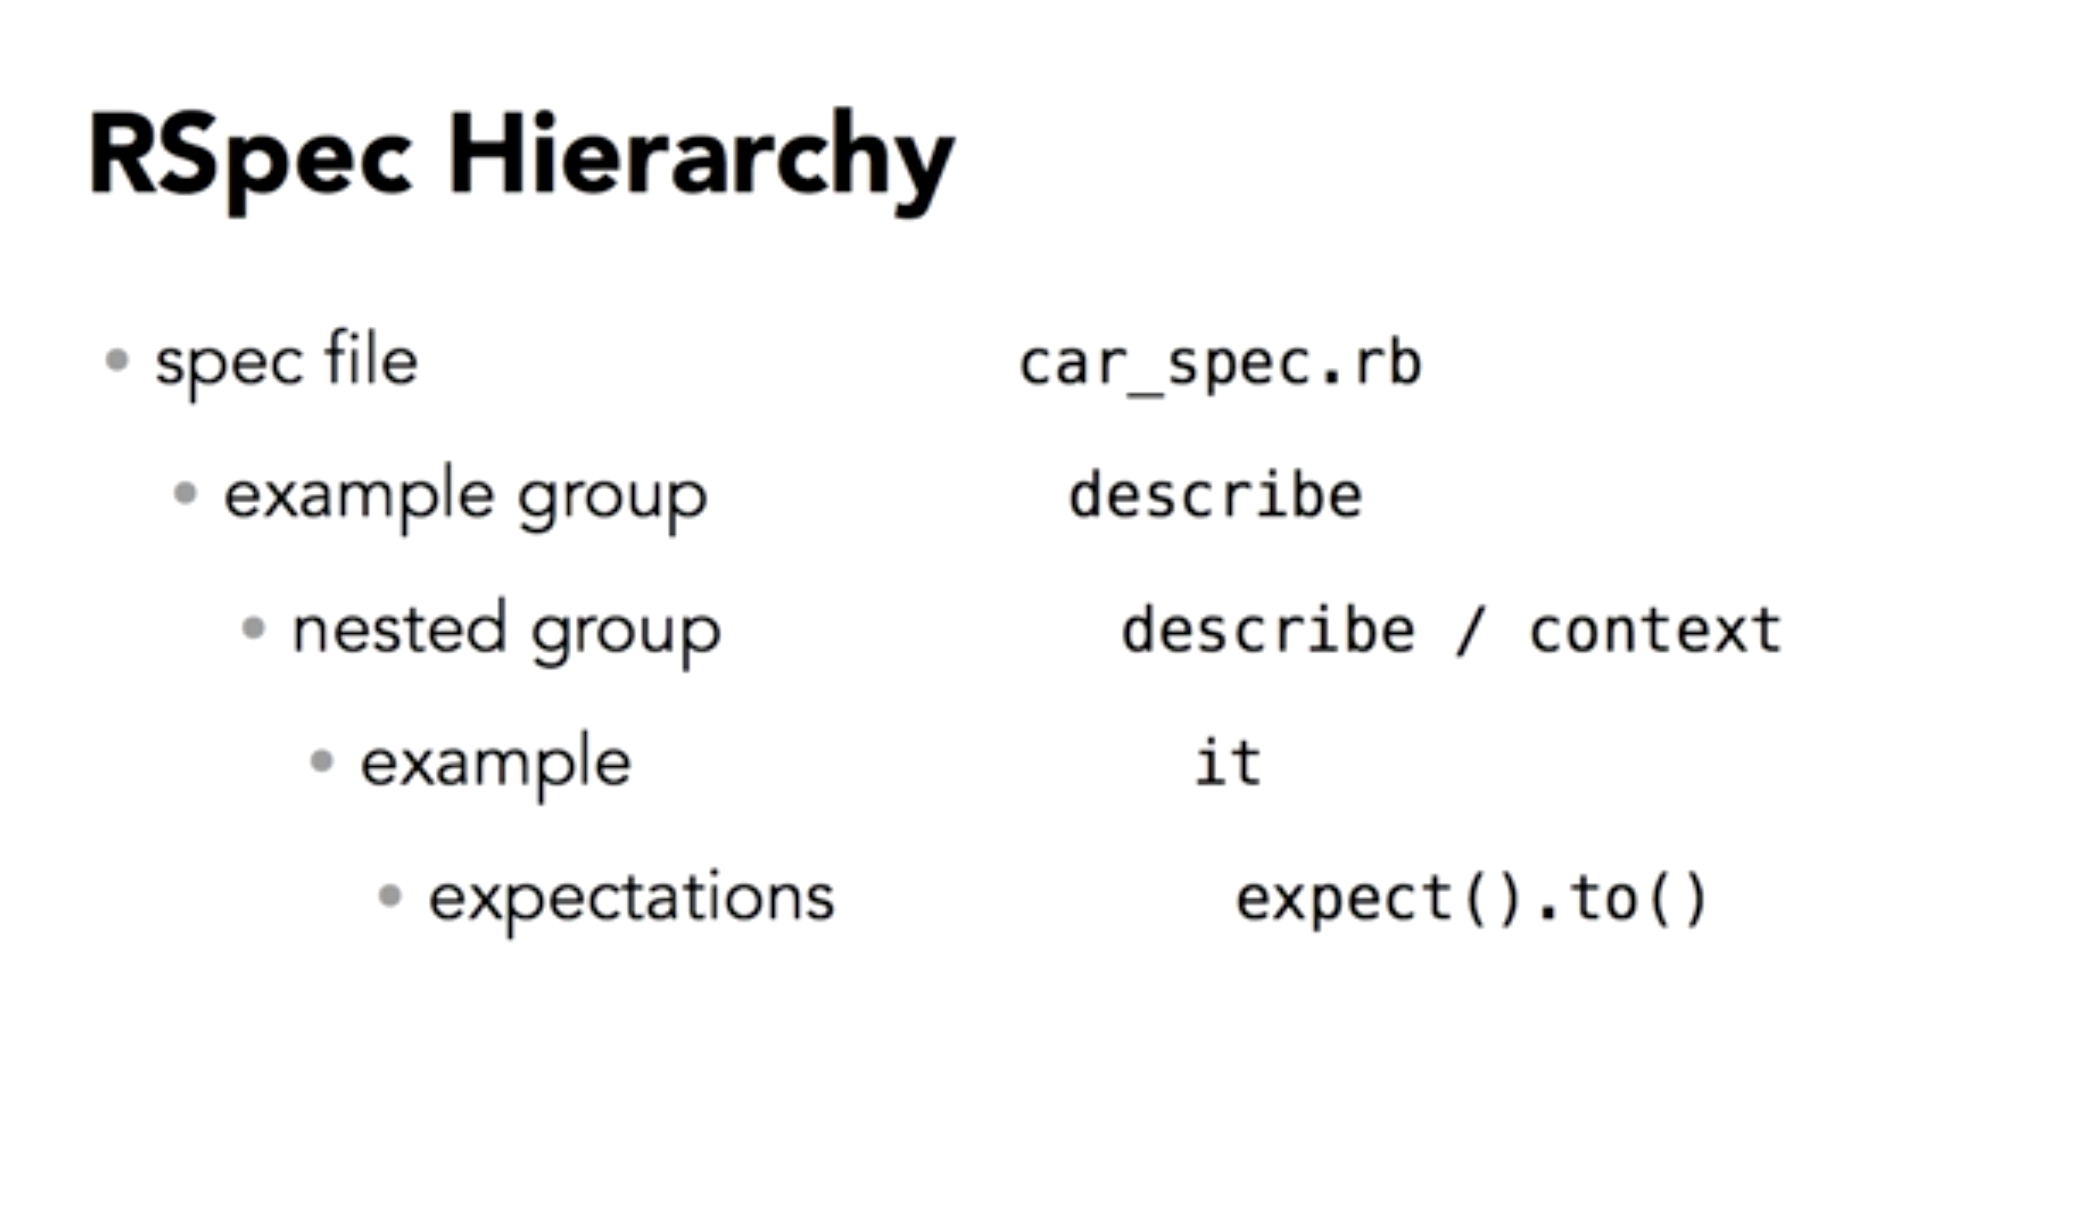 RSpec Hierarchy
• spec file car_spec.rb
• example group describe
• nested group describe / context
• example it
• expectations expect().to()